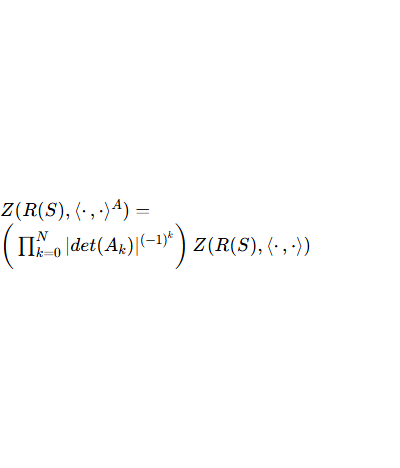 Z(R(S), ⟨· , ·⟩^A) =
(∏_{k=0}^{N} |det(A_k)|^{(-1)^k}) Z(R(S), ⟨· , ·⟩)